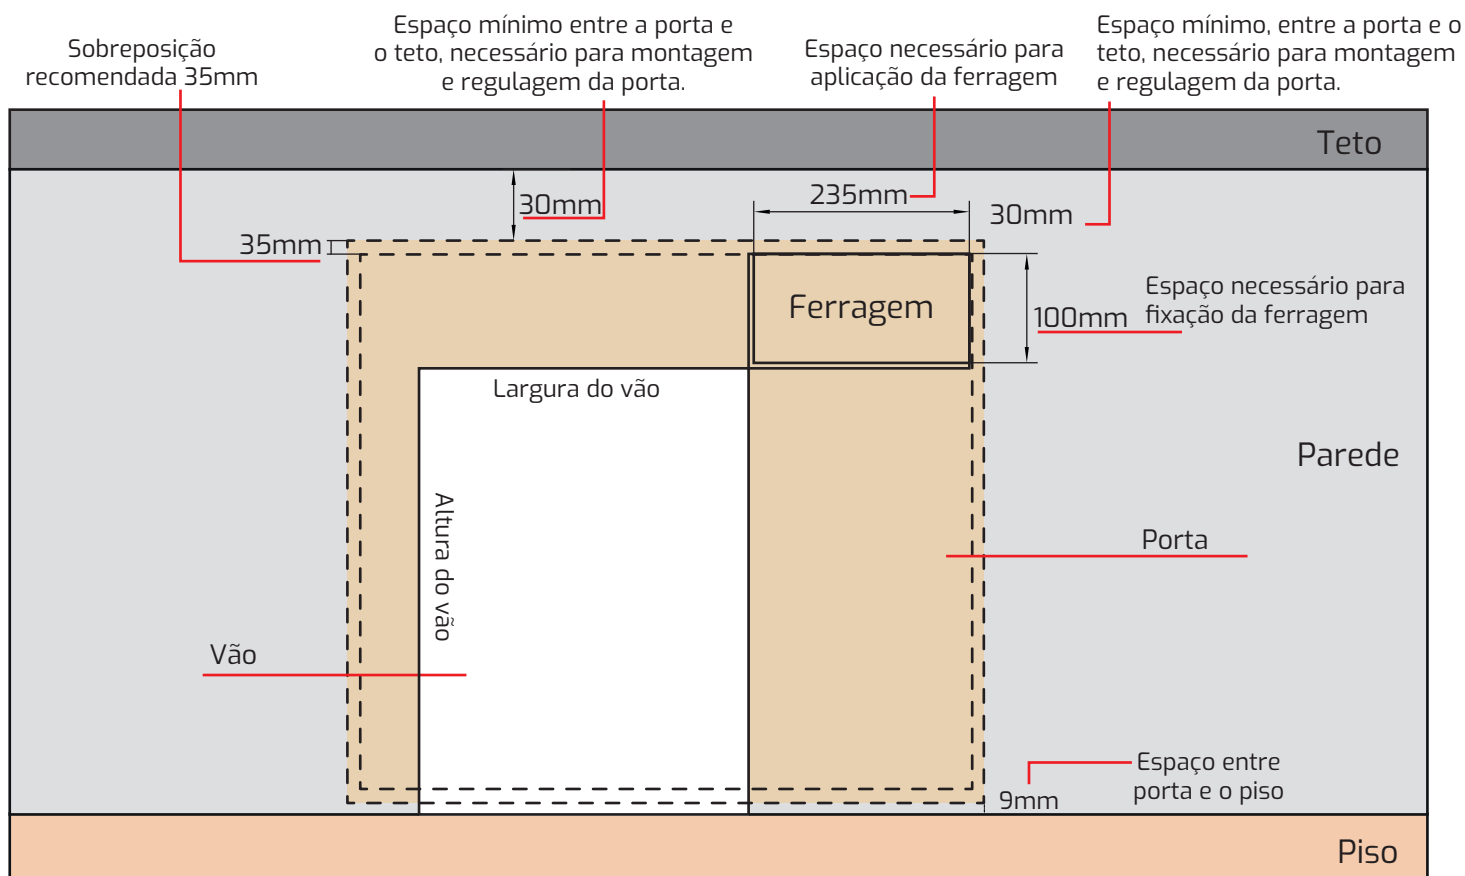 Sobreposição
recomendada 35mm
Espaço mínimo entre a porta e
o teto, necessário para montagem
e regulagem da porta.
Espaço necessário para
aplicação da ferragem
Espaço mínimo, entre a porta e o
teto, necessário para montagem
e regulagem da porta.
Teto
30mm
235mm
30mm
35mm
Ferragem
Espaço necessário para
fixação da ferragem
100mm
Largura do vão
Altura do vão
Parede
Porta
Vão
Espaço entre
porta e o piso
9mm
Piso